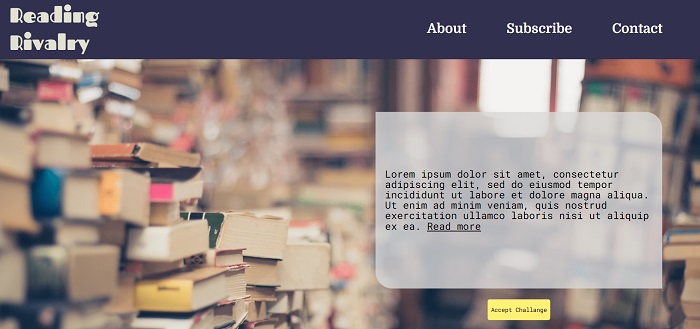 Reading
Rivalry
About Subscribe Contact
Lorem ipsum dolor sit amet, consectetur
adipiscing elit, sed do eiusmod tempor
incididunt ut labore et dolore magna aliqua.
Ut enim ad minim veniam, quis nostrud
exercitation ullamco laboris nisi ut aliquip
ex ea. Read more
Accept Challange